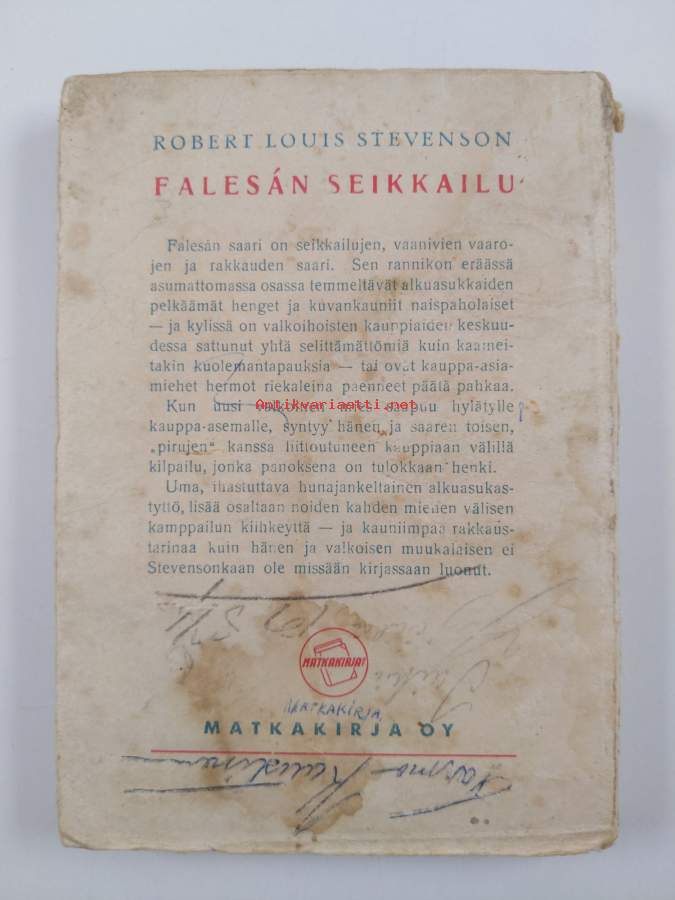 ROBERT LOUIS STEVENSON
FALESÁN SEIKKAILU
Falesán saari on seikkailujen, vaanivien vaaro-
jen ja rakkauden saari. Sen rannikon eräässä
asumattomassa osassa temmeltävät alkuasukkaiden
pelkäämät henget ja kuvankauniit naispaholaiset
— ja kylissä on valkoihoisten kauppiaiden keskuu-
dessa sattunut yhtä selittämättömiä kuin kaamei-
takin kuolemantapauksia — tai ovat kauppa-asia-
miehet hermot riekaleina paenneet päätä pahkaa.
Kun uusi valkoinen mies saapuu hylätylle
Antikvariaatti.net
kauppa-asemalle, syntyy hänen ja saaren toisen,
„pirujen“ kanssa liittoutuneen kauppiaan välillä
kilpailu, jonka panoksena on tulokkaan henki.
Uma, ihastuttava hunajankeltainen alkuasukas-
tyttö, lisää osaltaan noiden kahden miehen välisen
kamppailun kiihkeyttä — ja kauniimpaa rakkaus-
tarinaa kuin hänen ja valkoisen muukalaisen ei
Stevensonkaan ole missään kirjassaan luonut.
MATKAKIRJAT
MATKAKIRJA
MATKAKIRJA OY